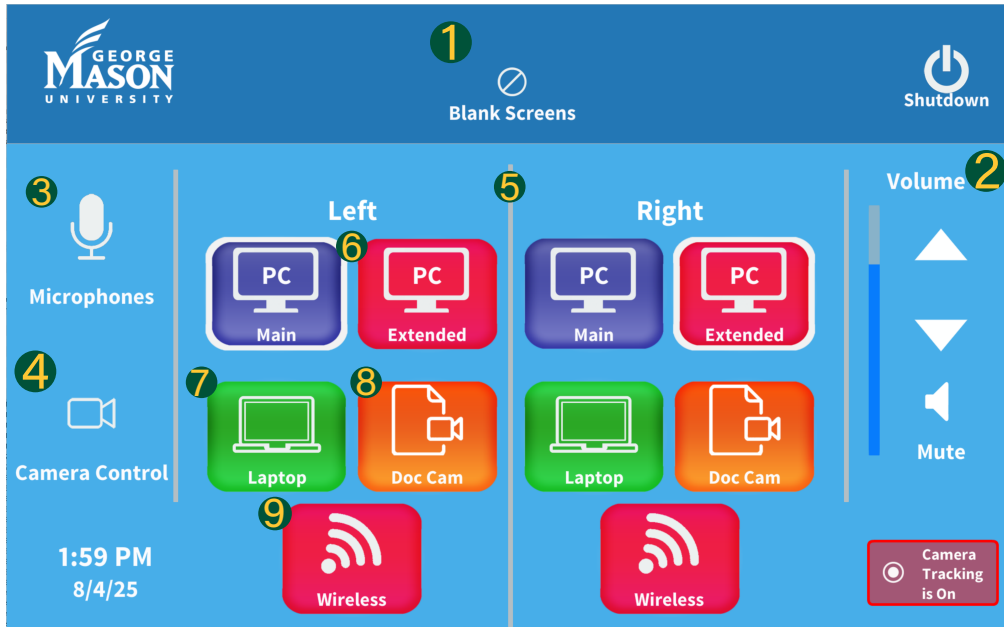 1
GEORGE
MASON
UNIVERSITY
Blank Screens
Shutdown
3
Microphones
4
Camera Control
1:59 PM
8/4/25
5
Left
6
PC
Main
PC
Extended
7
Laptop
8
Doc Cam
9
Wireless
Right
PC
Main
PC
Extended
Laptop
Doc Cam
Wireless
Volume
2
Mute
Camera
Tracking
is On